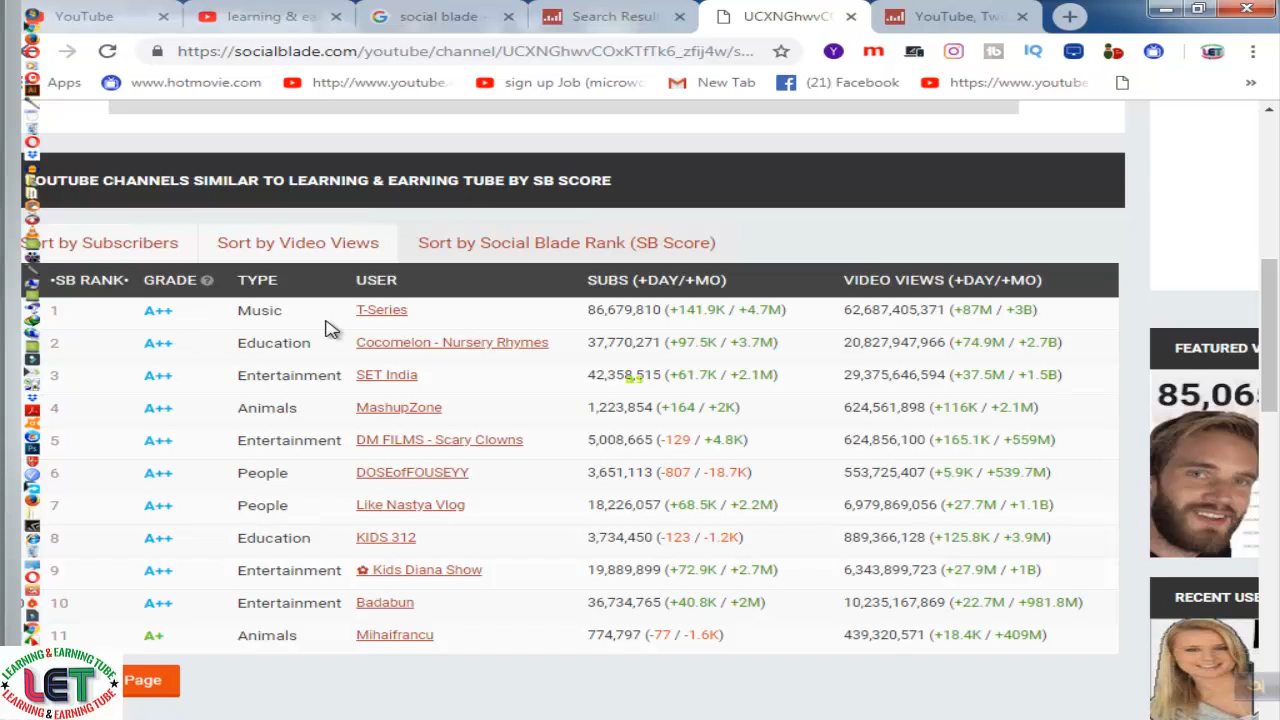 YouTube
learning & ea
social blade -
Search Resul
UCXNGhwvC
YouTube, Tw
https://socialblade.com/youtube/channel/UCXNGhwvCOxKTfTk6_zfij4w/s...
Apps
www.hotmovie.com
http://www.youtube.
sign up Job (microw
New Tab
(21) Facebook
https://www.youtube
»
OUTUBE CHANNELS SIMILAR TO LEARNING & EARNING TUBE BY SB SCORE
rt by Subscribers
Sort by Video Views
Sort by Social Blade Rank (SB Score)
•SB RANK• GRADE TYPE USER SUBS (+DAY/+MO) VIDEO VIEWS (+DAY/+MO)
1 A++ Music T-Series 86,679,810 (+141.9K / +4.7M) 62,687,405,371 (+87M / +3B)
2 A++ Education Cocomelon - Nursery Rhymes 37,770,271 (+97.5K / +3.7M) 20,827,947,966 (+74.9M / +2.7B)
3 A++ Entertainment SET India 42,358,515 (+61.7K / +2.1M) 29,375,646,594 (+37.5M / +1.5B)
4 A++ Animals MashupZone 1,223,854 (+164 / +2K) 624,561,898 (+116K / +2.1M)
5 A++ Entertainment DM FILMS - Scary Clowns 5,008,665 (-129 / +4.8K) 624,856,100 (+165.1K / +559M)
6 A++ People DOSEofFOUSEYY 3,651,113 (-807 / -18.7K) 553,725,407 (+5.9K / +539.7M)
7 A++ People Like Nastya Vlog 18,226,057 (+68.5K / +2.2M) 6,979,869,056 (+27.7M / +1.1B)
8 A++ Education KIDS 312 3,734,450 (-123 / -1.2K) 889,366,128 (+125.8K / +3.9M)
9 A++ Entertainment ✿ Kids Diana Show 19,889,899 (+72.9K / +2.7M) 6,343,899,723 (+27.9M / +1B)
10 A++ Entertainment Badabun 36,734,765 (+40.8K / +2M) 10,235,167,869 (+22.7M / +981.8M)
11 A+ Animals Mihaifrancu 774,797 (-77 / -1.6K) 439,320,571 (+18.4K / +409M)
Page
FEATURED V
85,06
RECENT USE
LEARNING & EARNING TUBE
LET
LEARNING & EARNING TUBE